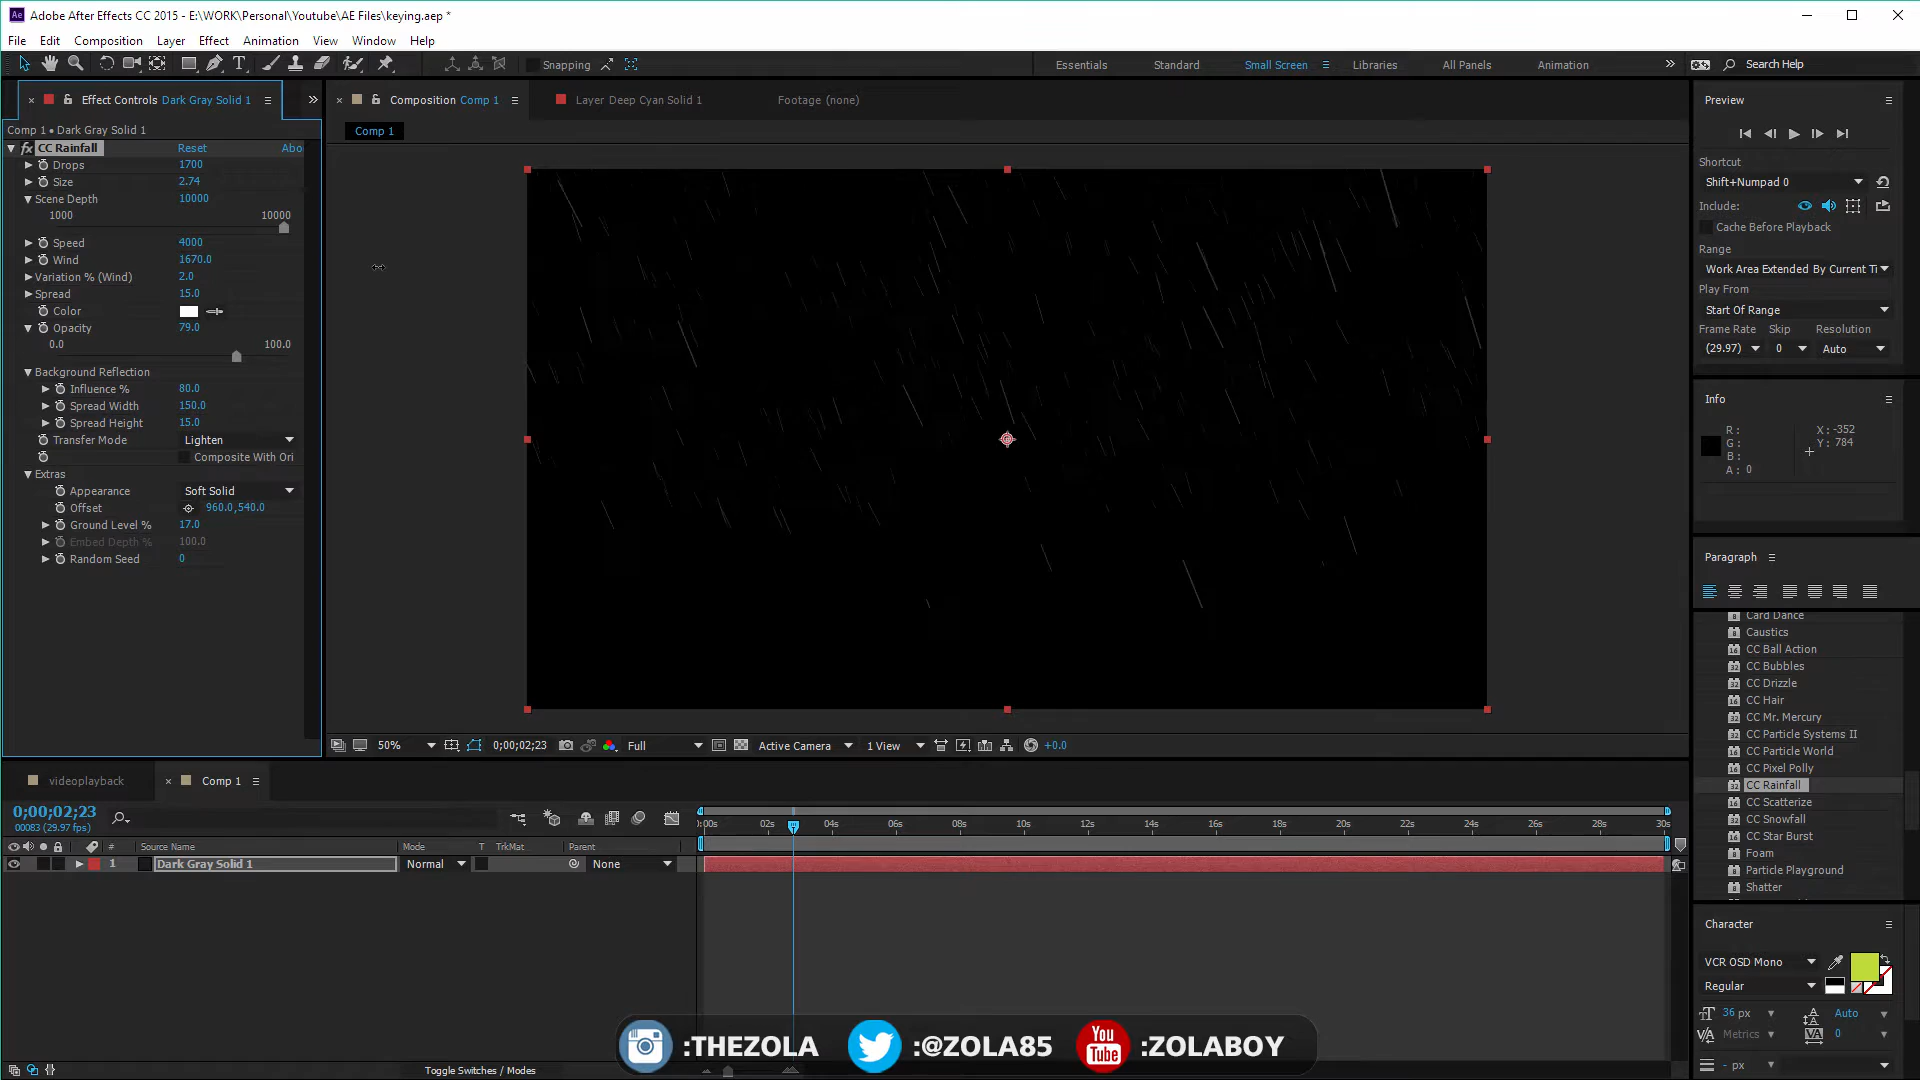 Ae Adobe After Effects CC 2015 - E:\WORK\Personal\Youtube\AE Files\keying.aep *
File Edit Composition Layer Effect Animation View Window Help
Snapping Essentials Standard Small Screen Libraries All Panels Animation Search Help
Effect Controls Dark Gray Solid 1
Composition Comp 1
Layer Deep Cyan Solid 1
Footage (none)
Comp 1 • Dark Gray Solid 1
Comp 1
fx CC Rainfall Reset Abo
Drops 1700
Size 2.74
Scene Depth 10000
1000 10000
Speed 4000
Wind 1670.0
Variation % (Wind) 2.0
Spread 15.0
Color
Opacity 79.0
0.0 100.0
Background Reflection
Influence % 80.0
Spread Width 150.0
Spread Height 15.0
Transfer Mode Lighten
Composite With Ori
Extras
Appearance Soft Solid
Offset 960.0,540.0
Ground Level % 17.0
Embed Depth % 100.0
Random Seed 0
50% 0;00;02;23 Full Active Camera 1 View +0.0
Preview
Shortcut
Shift+Numpad 0
Include:
Cache Before Playback
Range
Work Area Extended By Current Ti
Play From
Start Of Range
Frame Rate Skip Resolution
(29.97) 0 Auto
Info
R :
G :
B :
A : 0
X : -352
Y : 784
Paragraph
Card Dance
Caustics
CC Ball Action
CC Bubbles
CC Drizzle
CC Hair
CC Mr. Mercury
CC Particle Systems II
CC Particle World
CC Pixel Polly
CC Rainfall
CC Scatterize
CC Snowfall
CC Star Burst
Foam
Particle Playground
Shatter
Character
VCR OSD Mono
Regular
36 px Auto
Metrics 0
- px
videoplayback
Comp 1
0;00;02;23
00083 (29.97 fps)
:00s 02s 04s 06s 08s 10s 12s 14s 16s 18s 20s 22s 24s 26s 28s 30s
# Source Name Mode T TrkMat Parent
1 Dark Gray Solid 1 Normal None
Toggle Switches / Modes
:THEZOLA :@ZOLA85 You Tube :ZOLABOY